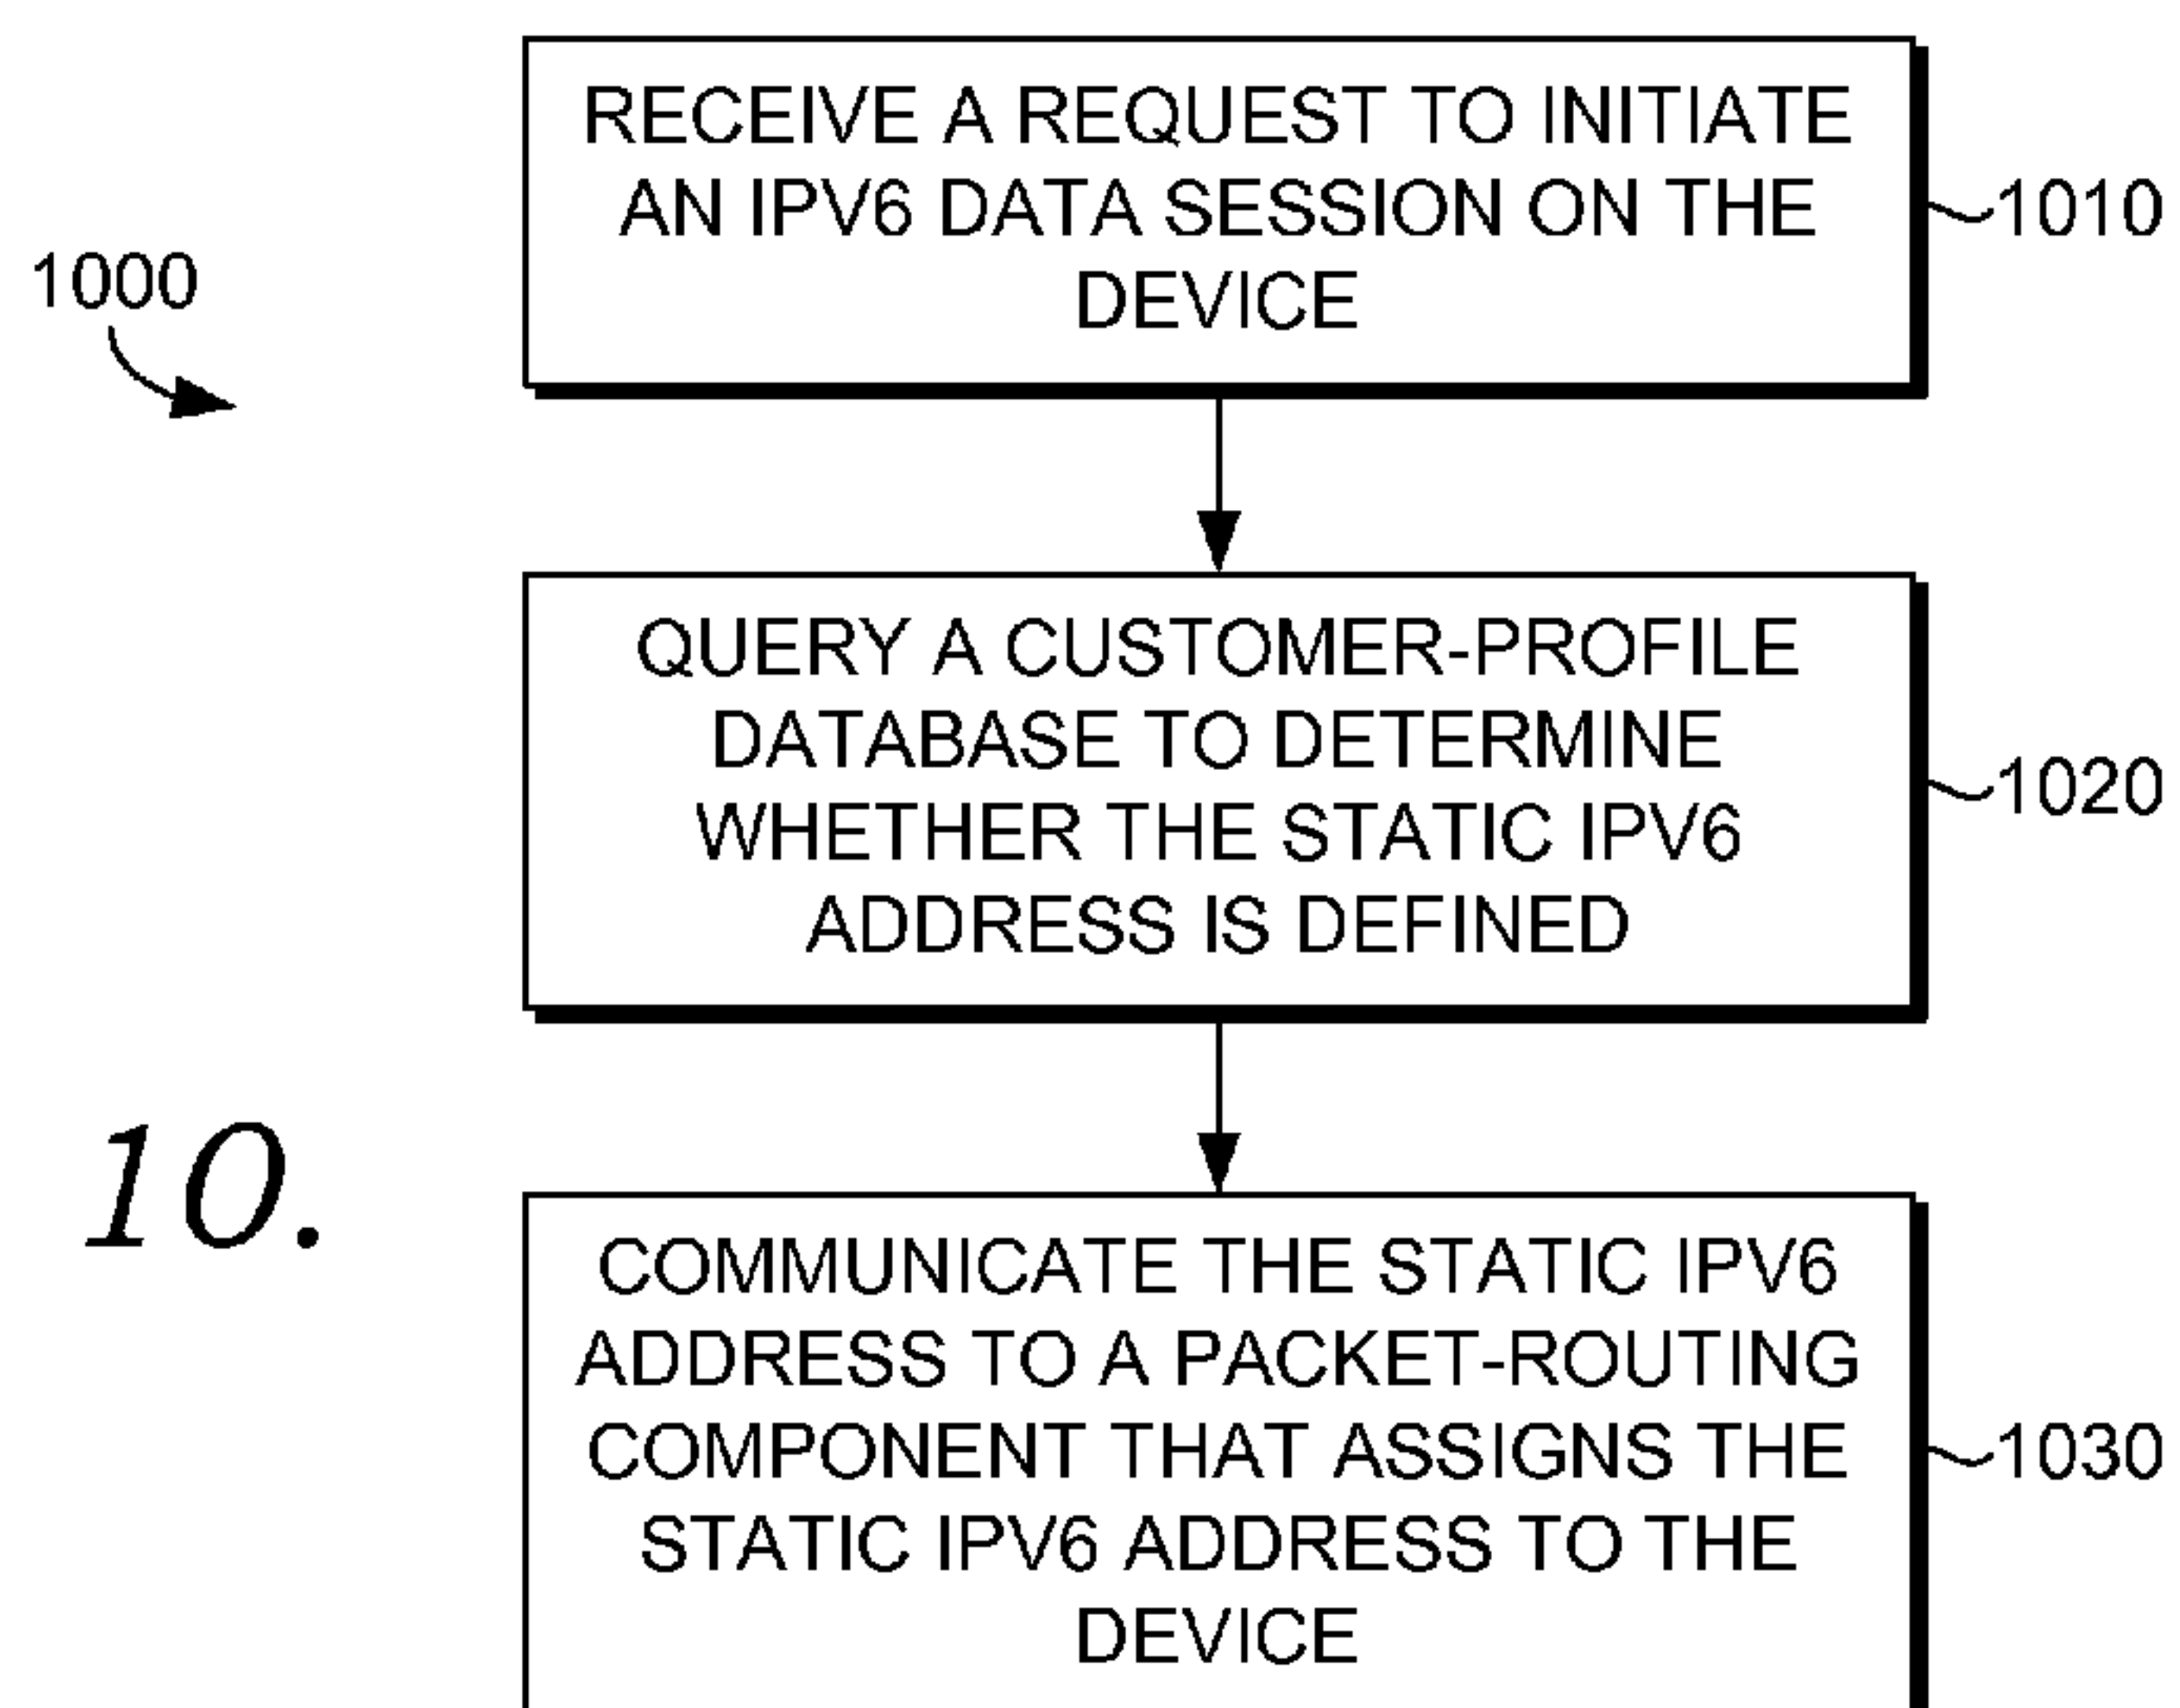 RECEIVE A REQUEST TO INITIATE
AN IPV6 DATA SESSION ON THE
DEVICE
1010
1000
QUERY A CUSTOMER-PROFILE
DATABASE TO DETERMINE
WHETHER THE STATIC IPV6
ADDRESS IS DEFINED
1020
10.
COMMUNICATE THE STATIC IPV6
ADDRESS TO A PACKET-ROUTING
COMPONENT THAT ASSIGNS THE
STATIC IPV6 ADDRESS TO THE
DEVICE
1030